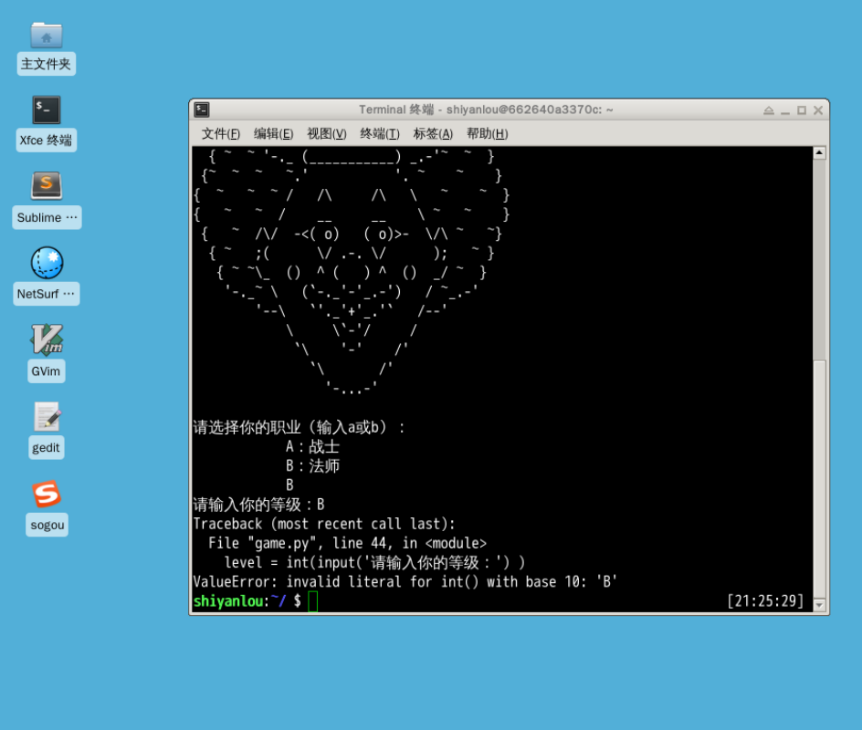 主文件夹
Xfce 终端
Sublime ⋯
NetSurf ⋯
GVim
gedit
sogou
Terminal 终端 - shiyanlou@662640a3370c: ~
文件(F) 编辑(E) 视图(V) 终端(T) 标签(A) 帮助(H)
请选择你的职业（输入a或b）：
A：战士
B：法师
B
请输入你的等级：B
Traceback (most recent call last):
File "game.py", line 44, in <module>
level = int(input('请输入你的等级：') )
ValueError: invalid literal for int() with base 10: 'B'
shiyanlou:~/ $ [21:25:29]